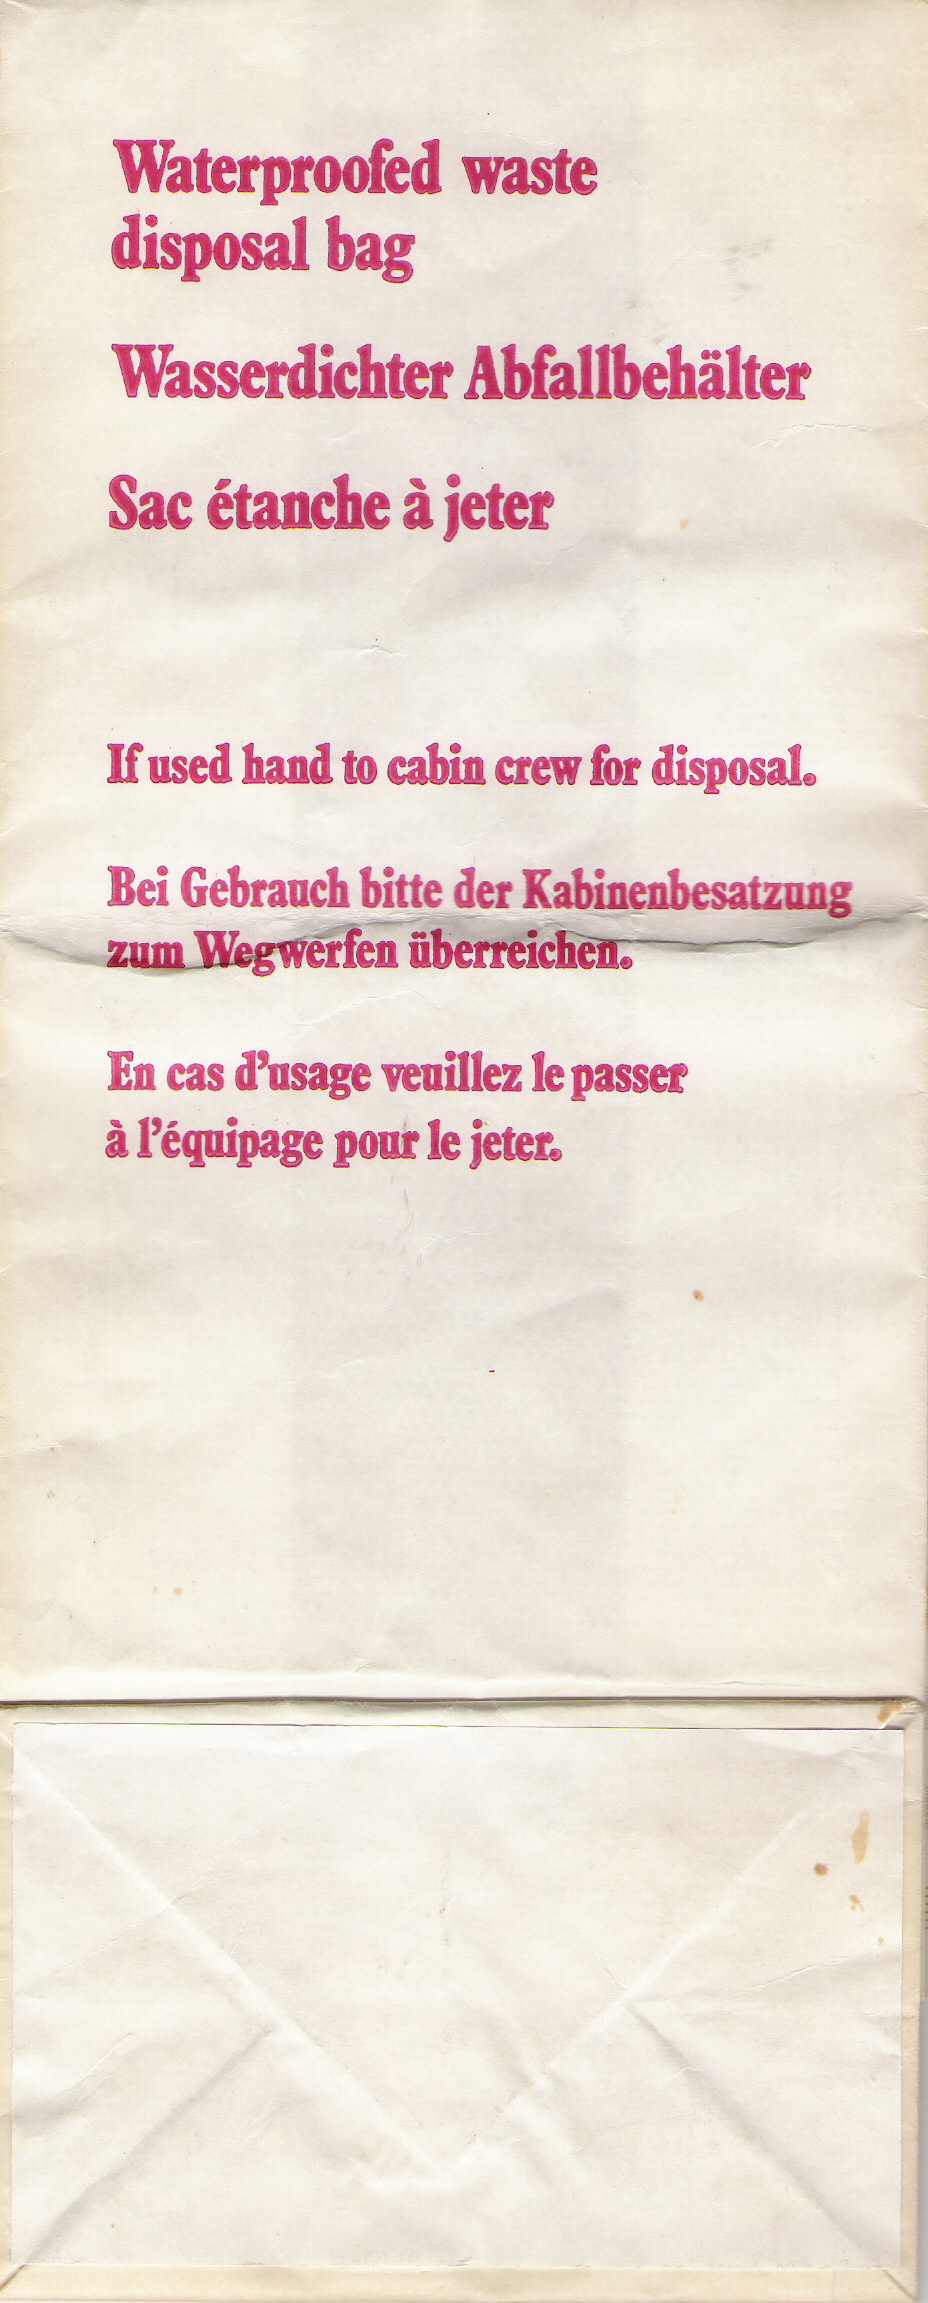 Waterproofed waste
disposal bag
Wasserdichter Abfallbehälter
Sac étanche à jeter
If used hand to cabin crew for disposal.
Bei Gebrauch bitte der Kabinenbesatzung
zum Wegwerfen überreichen.
En cas d'usage veuillez le passer
à l'équipage pour le jeter.